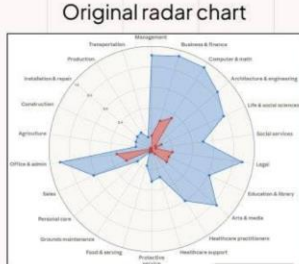 Original radar chart
Management
Transportation
Business & finance
Production
Computer & math
Installation & repair
Architecture & engineering
Construction
Life & social sciences
Agriculture
Social services
Office & admin
Legal
Sales
Education & library
Personal care
Arts & media
Grounds maintenance
Healthcare practitioners
Food & serving
Healthcare support
Protective